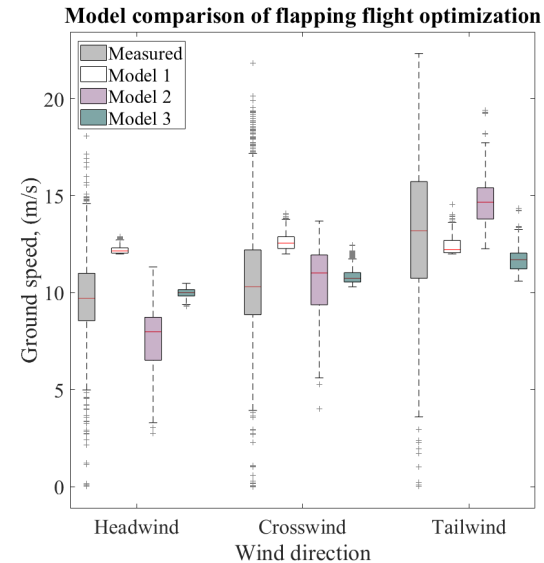 Model comparison of flapping flight optimization
Measured
Model 1
Model 2
Model 3
20
15
10
5
0
Ground speed, (m/s)
Headwind
Crosswind
Tailwind
Wind direction